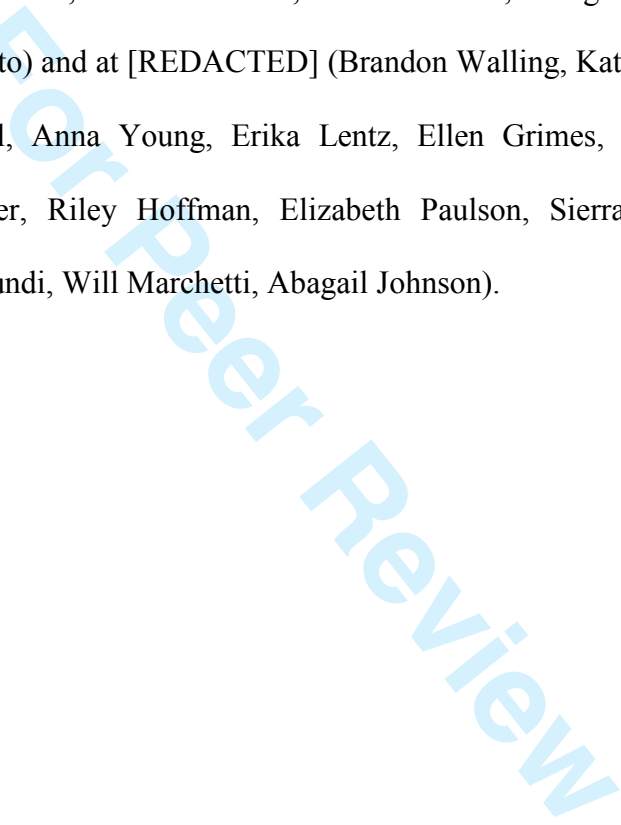 to) and at [REDACTED] (Brandon Walling, Kat
l, Anna Young, Erika Lentz, Ellen Grimes,
er, Riley Hoffman, Elizabeth Paulson, Sierra
undi, Will Marchetti, Abagail Johnson).
For Peer Review